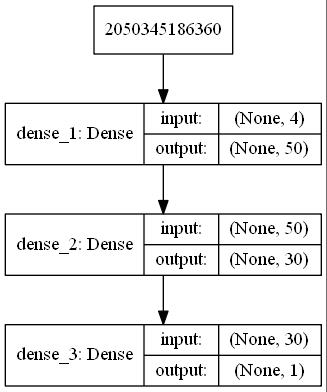 2050345186360
dense_1: Dense
input: (None, 4)
output: (None, 50)
dense_2: Dense
input: (None, 50)
output: (None, 30)
dense_3: Dense
input: (None, 30)
output: (None, 1)